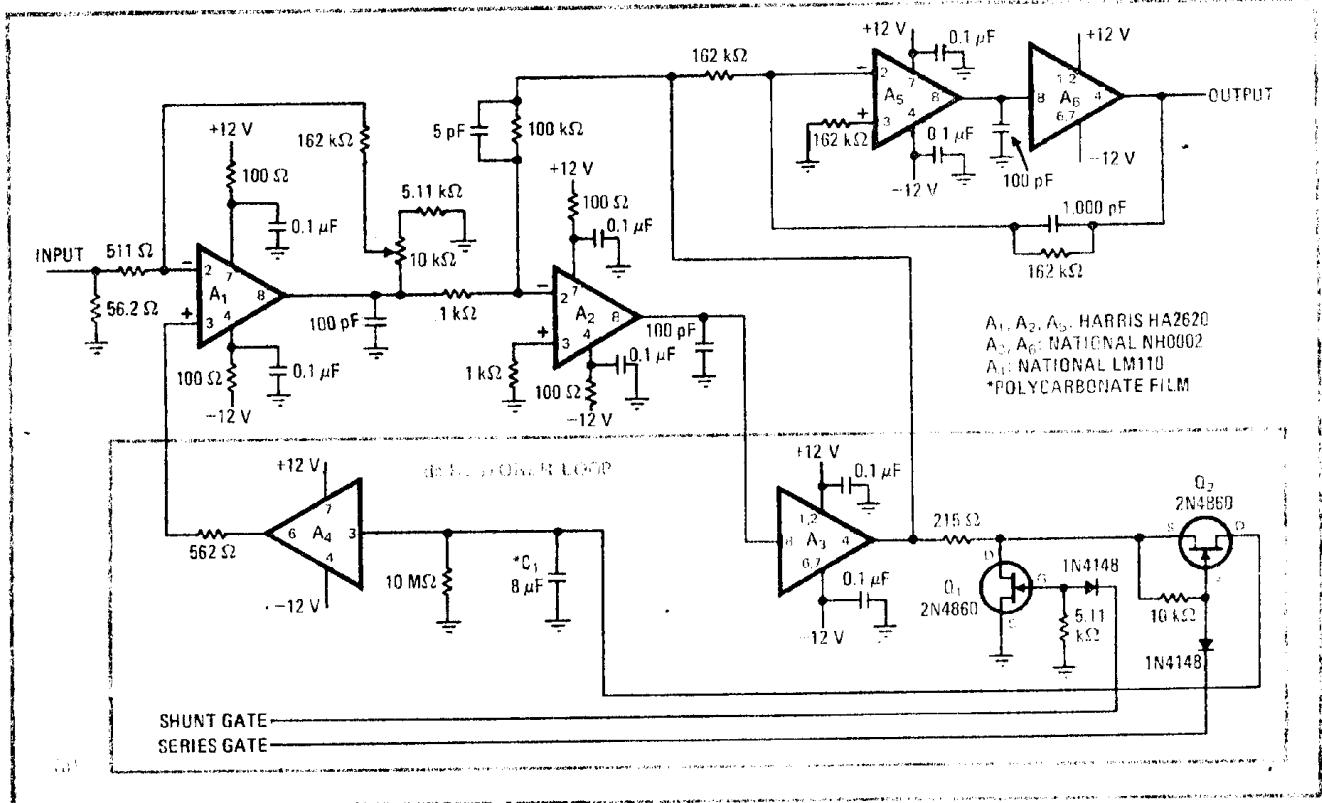 +12 V
0.1 µF
+12 V
162 kΩ
2
7
A5
8
4
+
3
162 kΩ
0.1 µF
−12 V
100 pF
8
1,2
A6
4
6,7
−12 V
OUTPUT
1.000 pF
162 kΩ
+12 V
100 Ω
0.1 µF
162 kΩ
5 pF
100 kΩ
5.11 kΩ
10 kΩ
INPUT
511 Ω
56.2 Ω
−
2
7
A1
8
4
+
3
100 pF
1 kΩ
100 Ω
0.1 µF
−12 V
+12 V
100 Ω
0.1 µF
−
2
7
A2
8
4
+
3
1 kΩ
100 Ω
0.1 µF
−12 V
100 pF
A1, A2, A5: HARRIS HA2620
A3, A6: NATIONAL NH0002
NATIONAL LM110
*POLYCARBONATE FILM
LOOP
+12 V
7
6
A4
3
4
−12 V
562 Ω
10 MΩ
*C1
8 µF
+12 V
0.1 µF
8
1,2
A3
4
6,7
0.1 µF
−12 V
215 Ω
D
G
Q1
2N4860
1N4148
5.11
kΩ
Q2
2N4860
S
D
10 kΩ
1N4148
SHUNT GATE
SERIES GATE